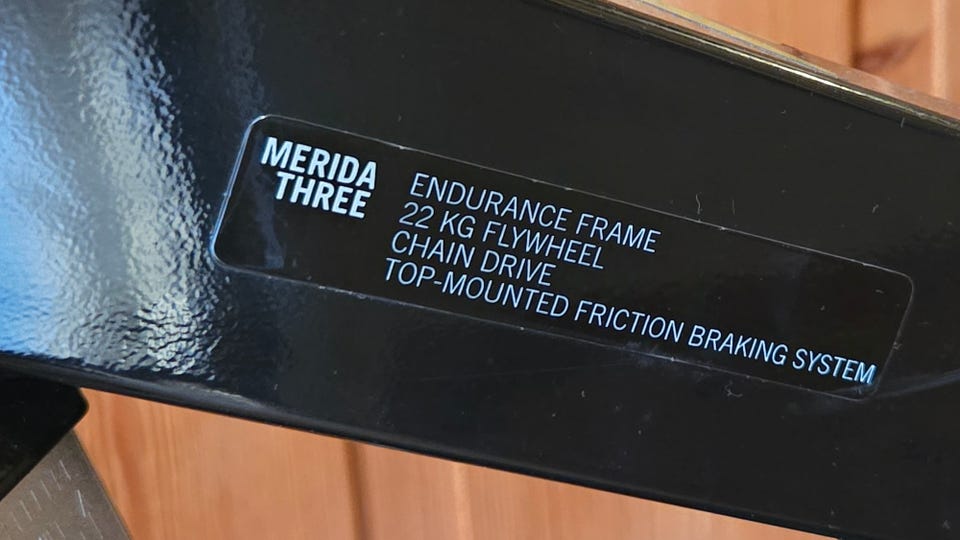 MERIDA
THREE
ENDURANCE FRAME
22 KG FLYWHEEL
CHAIN DRIVE
TOP-MOUNTED FRICTION BRAKING SYSTEM